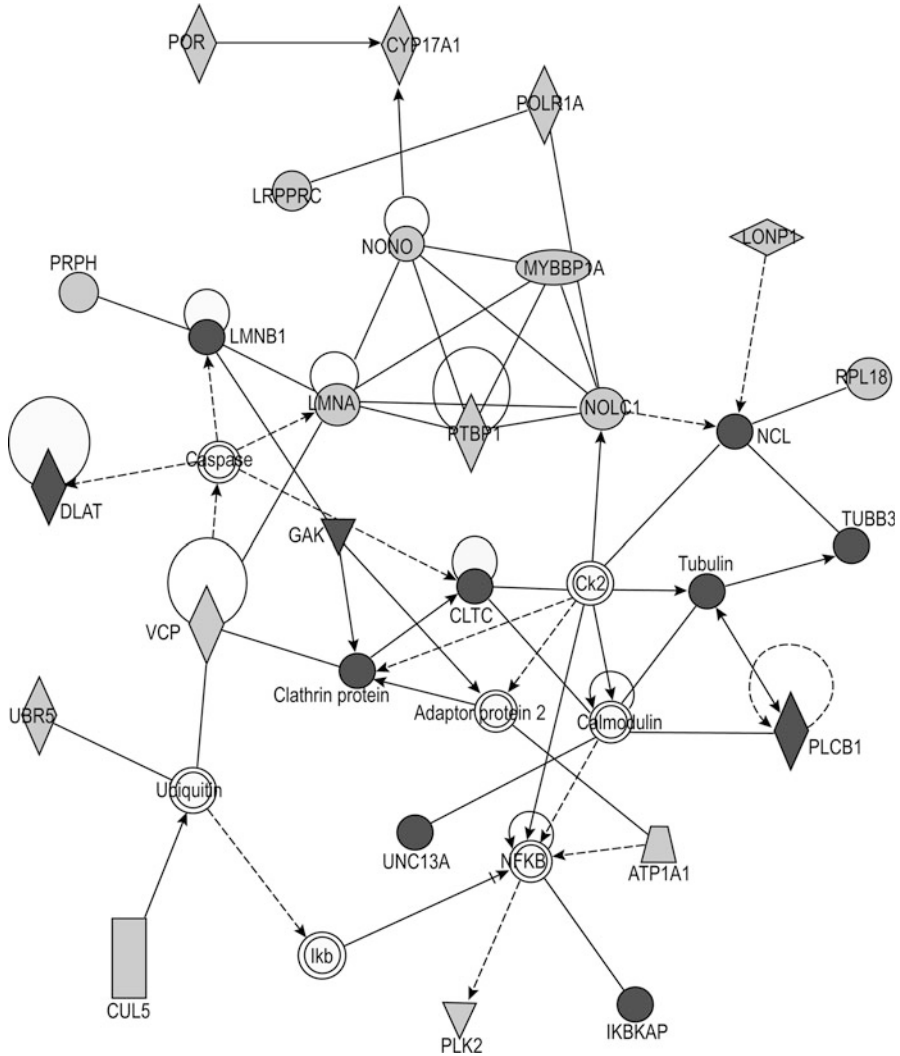 POR
CYP17A1
POLR1A
LRPPRC
NONO
MYBBP1A
LONP1
PRPH
LMNB1
LMNA
PTBP1
NOLC1
RPL18
NCL
Caspase
DLAT
GAK
CLTC
Ck2
Tubulin
TUBB3
VCP
Clathrin protein
Adaptor protein 2
Calmodulin
PLCB1
UBR5
Ubiquitin
UNC13A
NFKB
ATP1A1
Ikb
CUL5
PLK2
IKBKAP